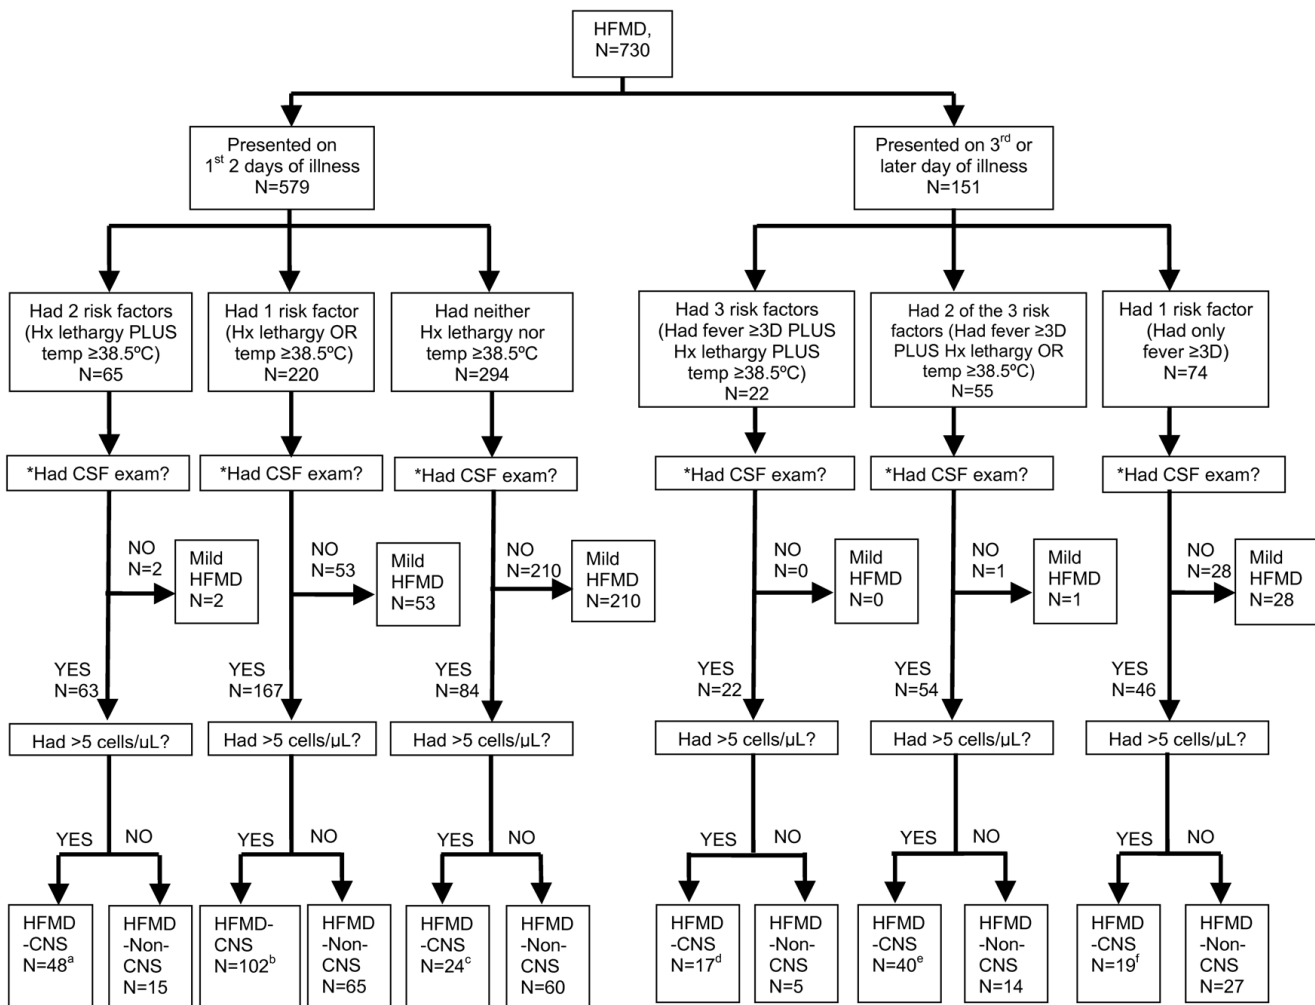 HFMD,
N=730
Presented on
1st 2 days of illness
N=579
Presented on 3rd or
later day of illness
N=151
Had 2 risk factors
(Hx lethargy PLUS
temp ≥38.5ºC)
N=65
Had 1 risk factor
(Hx lethargy OR
temp ≥38.5ºC)
N=220
Had neither
Hx lethargy nor
temp ≥38.5ºC
N=294
Had 3 risk factors
(Had fever ≥3D PLUS
Hx lethargy PLUS
temp ≥38.5ºC)
N=22
Had 2 of the 3 risk
factors (Had fever ≥3D
PLUS Hx lethargy OR
temp ≥38.5ºC)
N=55
Had 1 risk factor
(Had only
fever ≥3D)
N=74
*Had CSF exam?
*Had CSF exam?
*Had CSF exam?
*Had CSF exam?
*Had CSF exam?
*Had CSF exam?
NO
N=2
Mild
HFMD
N=2
NO
N=53
Mild
HFMD
N=53
NO
N=210
Mild
HFMD
N=210
NO
N=0
Mild
HFMD
N=0
NO
N=1
Mild
HFMD
N=1
NO
N=28
Mild
HFMD
N=28
YES
N=63
YES
N=167
YES
N=84
YES
N=22
YES
N=54
YES
N=46
Had >5 cells/µL?
Had >5 cells/µL?
Had >5 cells/µL?
Had >5 cells/µL?
Had >5 cells/µL?
Had >5 cells/µL?
YES
NO
YES
NO
YES
NO
YES
NO
YES
NO
YES
NO
HFMD
-CNS
N=48a
HFMD
-Non-
CNS
N=15
HFMD-
CNS
N=102b
HFMD
-Non-
CNS
N=65
HFMD
-CNS
N=24c
HFMD
-Non-
CNS
N=60
HFMD
-CNS
N=17d
HFMD
-Non-
CNS
N=5
HFMD
-CNS
N=40e
HFMD
-Non-
CNS
N=14
HFMD
-CNS
N=19f
HFMD
-Non-
CNS
N=27